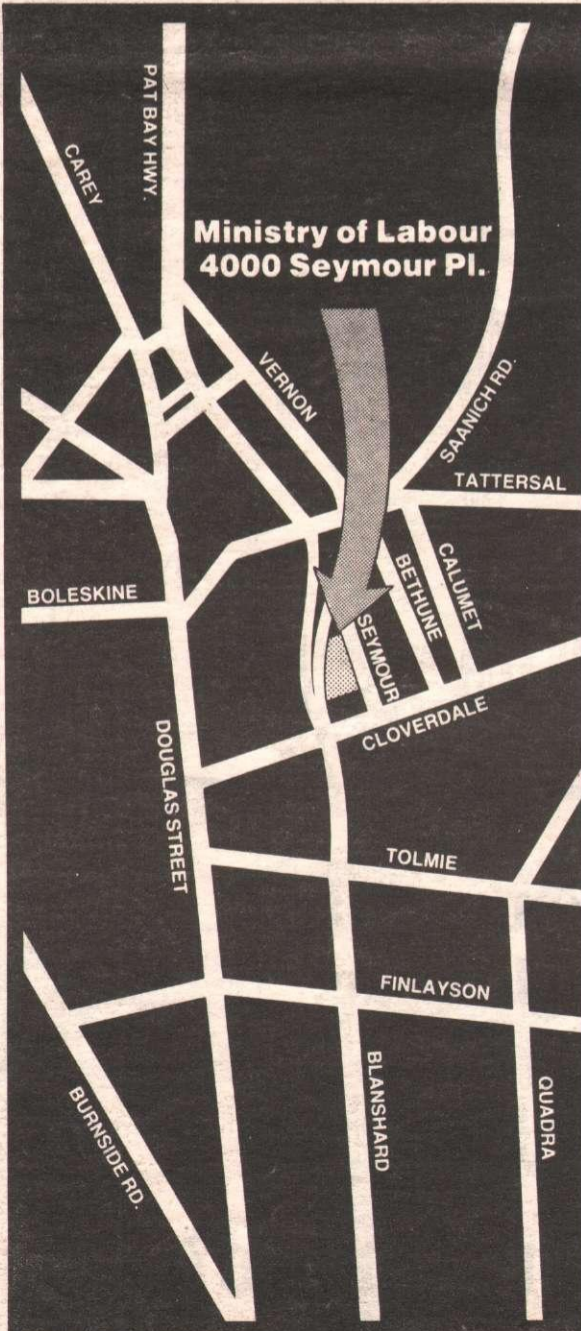 PAT BAY HWY.
CAREY
Ministry of Labour
4000 Seymour Pl.
VERNON
SAANICH RD.
TATTERSAL
BOLESKINE
SEYMOUR
BETHUNE
CALUMET
CLOVERDALE
DOUGLAS STREET
TOLMIE
FINLAYSON
BURNSIDE RD.
BLANSHARD
QUADRA